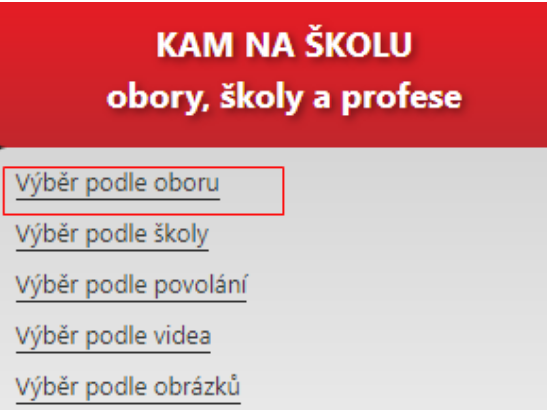 KAM NA ŠKOLU
obory, školy a profese
Výběr podle oboru
Výběr podle školy
Výběr podle povolání
Výběr podle videa
Výběr podle obrázků